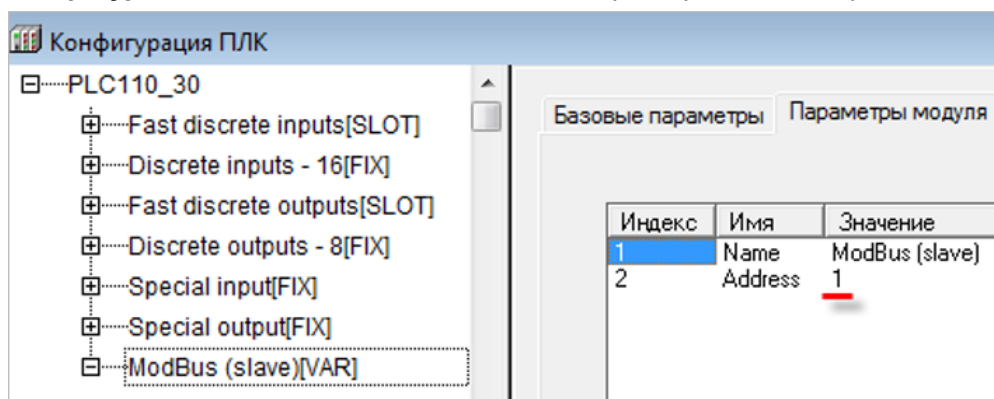 Конфигурация ПЛК
PLC110_30
Fast discrete inputs[SLOT]
Discrete inputs - 16[FIX]
Fast discrete outputs[SLOT]
Discrete outputs - 8[FIX]
Special input[FIX]
Special output[FIX]
ModBus (slave)[VAR]
Базовые параметры Параметры модуля
Индекс Имя Значение
1 Name ModBus (slave)
2 Address 1